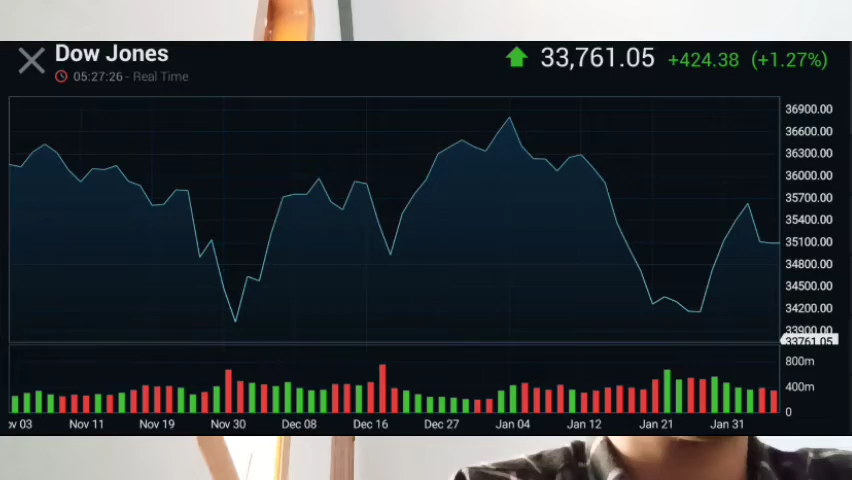 Dow Jones
33,761.05 +424.38 (+1.27%)
05:27:26 - Real Time
36900.00
36600.00
36300.00
36000.00
35700.00
35400.00
35100.00
34800.00
34500.00
34200.00
33900.00
33761.05
800m
400m
0
ov 03 Nov 11 Nov 19 Nov 30 Dec 08 Dec 16 Dec 27 Jan 04 Jan 12 Jan 21 Jan 31